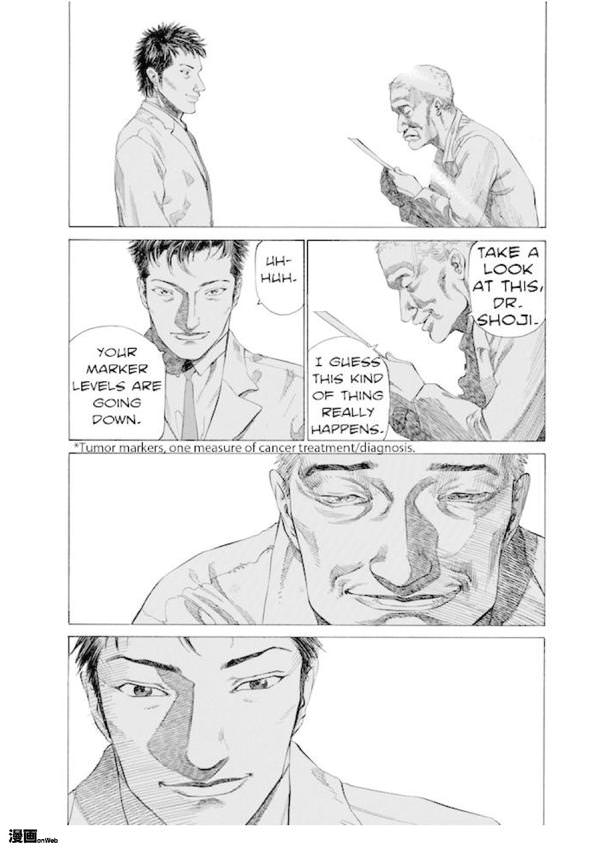 TAKE A
LOOK
AT THIS,
DR.
SHOJI.
I GUESS
THIS KIND
OF THING
REALLY
HAPPENS.
UH-
HUH.
YOUR
MARKER
LEVELS ARE
GOING
DOWN.
*Tumor markers, one measure of cancer treatment/diagnosis.
漫画onWeb